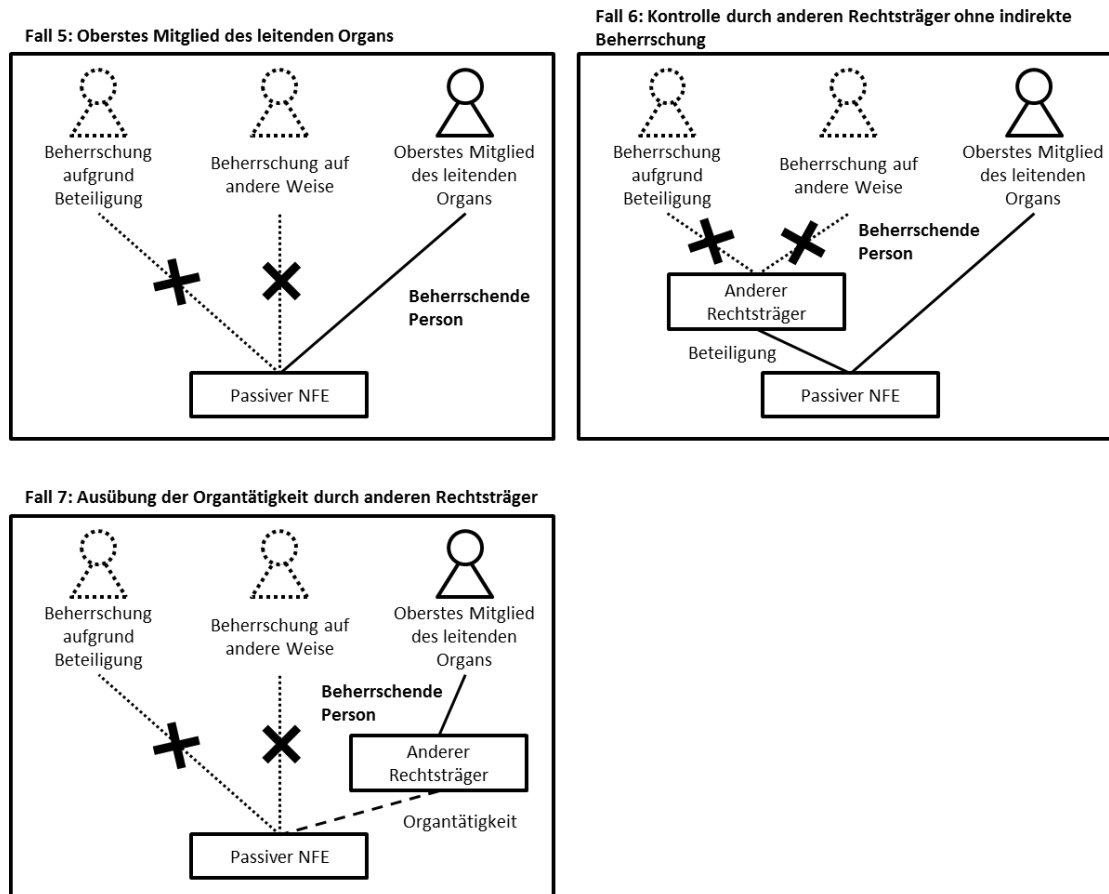 Fall 5: Oberstes Mitglied des leitenden Organs
Beherrschung
aufgrund
Beteiligung
Beherrschung auf
andere Weise
Oberstes Mitglied
des leitenden
Organs
Beherrschende
Person
Passiver NFE
Fall 6: Kontrolle durch anderen Rechtsträger ohne indirekte
Beherrschung
Beherrschung
aufgrund
Beteiligung
Beherrschung auf
andere Weise
Oberstes Mitglied
des leitenden
Organs
Beherrschende
Person
Anderer
Rechtsträger
Beteiligung
Passiver NFE
Fall 7: Ausübung der Organtätigkeit durch anderen Rechtsträger
Beherrschung
aufgrund
Beteiligung
Beherrschung auf
andere Weise
Oberstes Mitglied
des leitenden
Organs
Beherrschende
Person
Anderer
Rechtsträger
Organtätigkeit
Passiver NFE